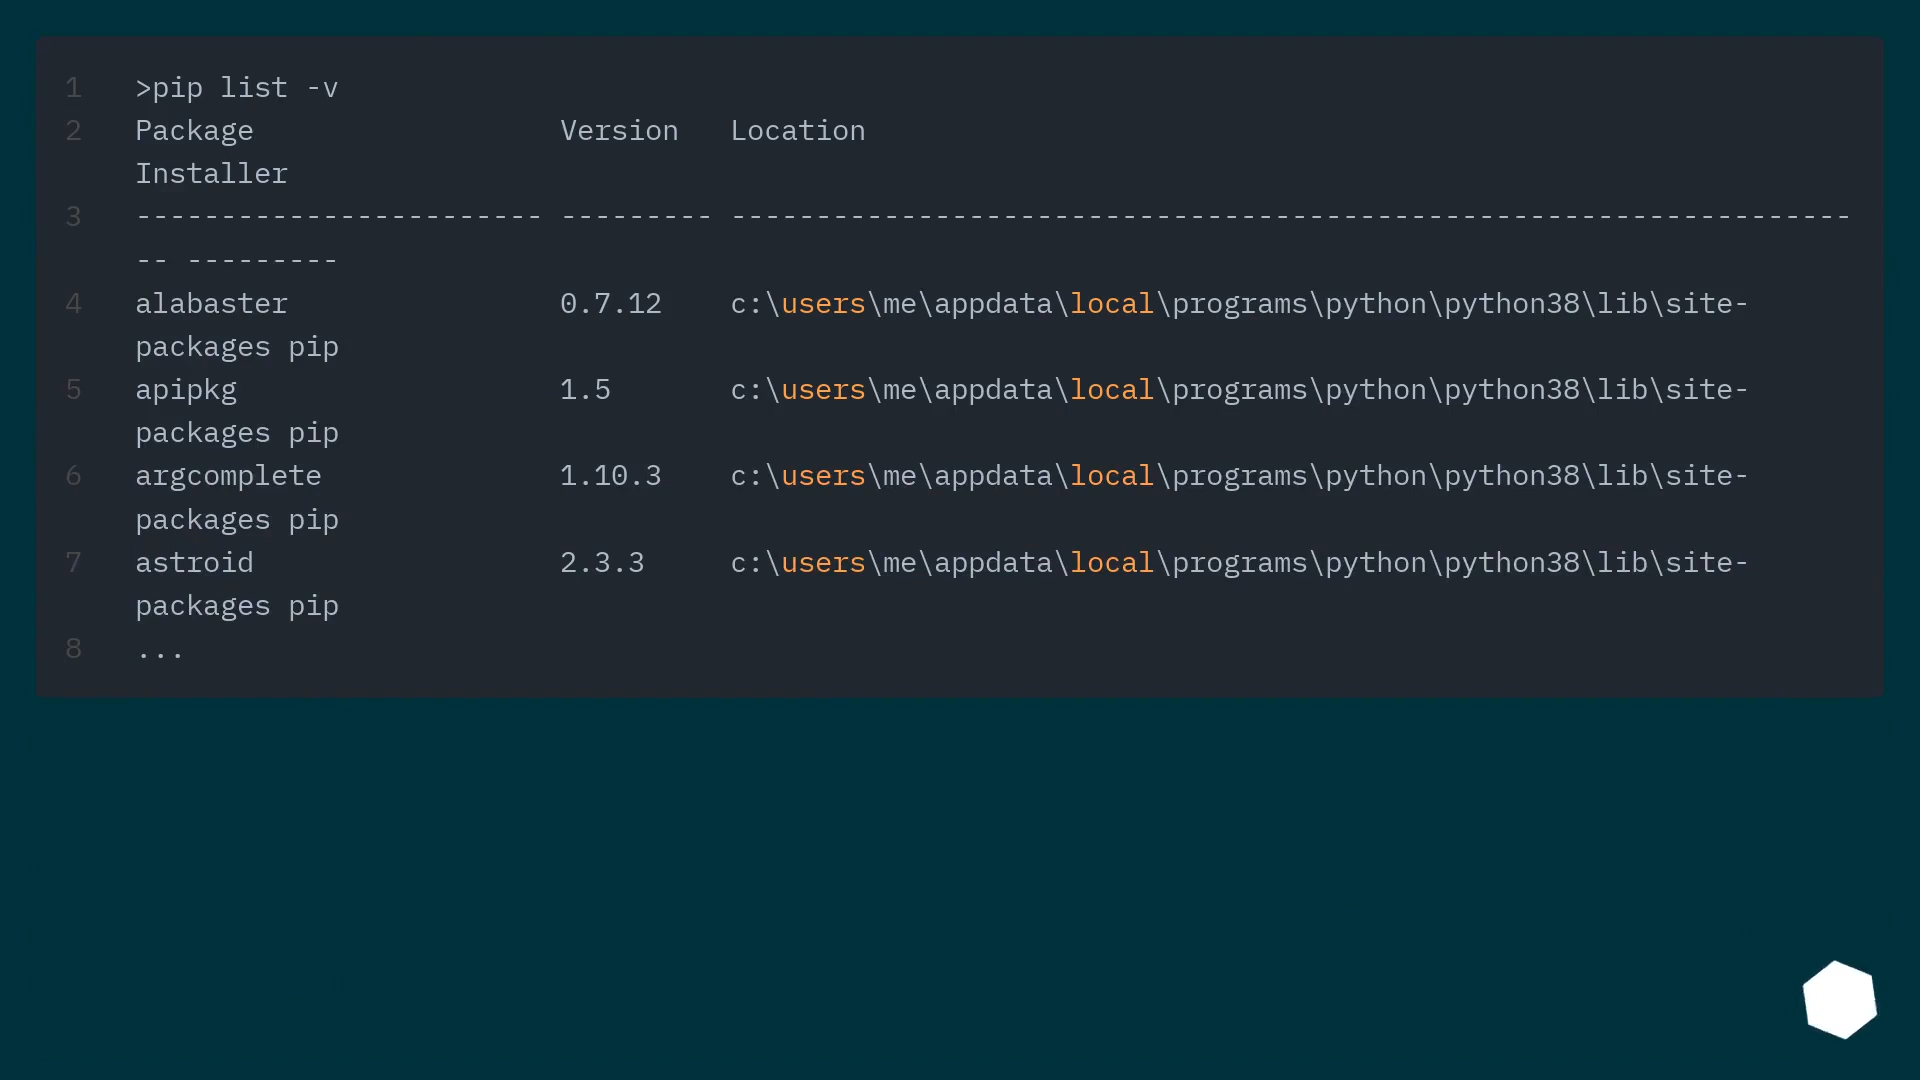 1 >pip list -v
2 Package Version Location
Installer
3 ------------------------ --------- ------------------------------------------------------------------
-- ---------
4 alabaster 0.7.12 c:\users\me\appdata\local\programs\python\python38\lib\site-
packages pip
5 apipkg 1.5 c:\users\me\appdata\local\programs\python\python38\lib\site-
packages pip
6 argcomplete 1.10.3 c:\users\me\appdata\local\programs\python\python38\lib\site-
packages pip
7 astroid 2.3.3 c:\users\me\appdata\local\programs\python\python38\lib\site-
packages pip
8 ...